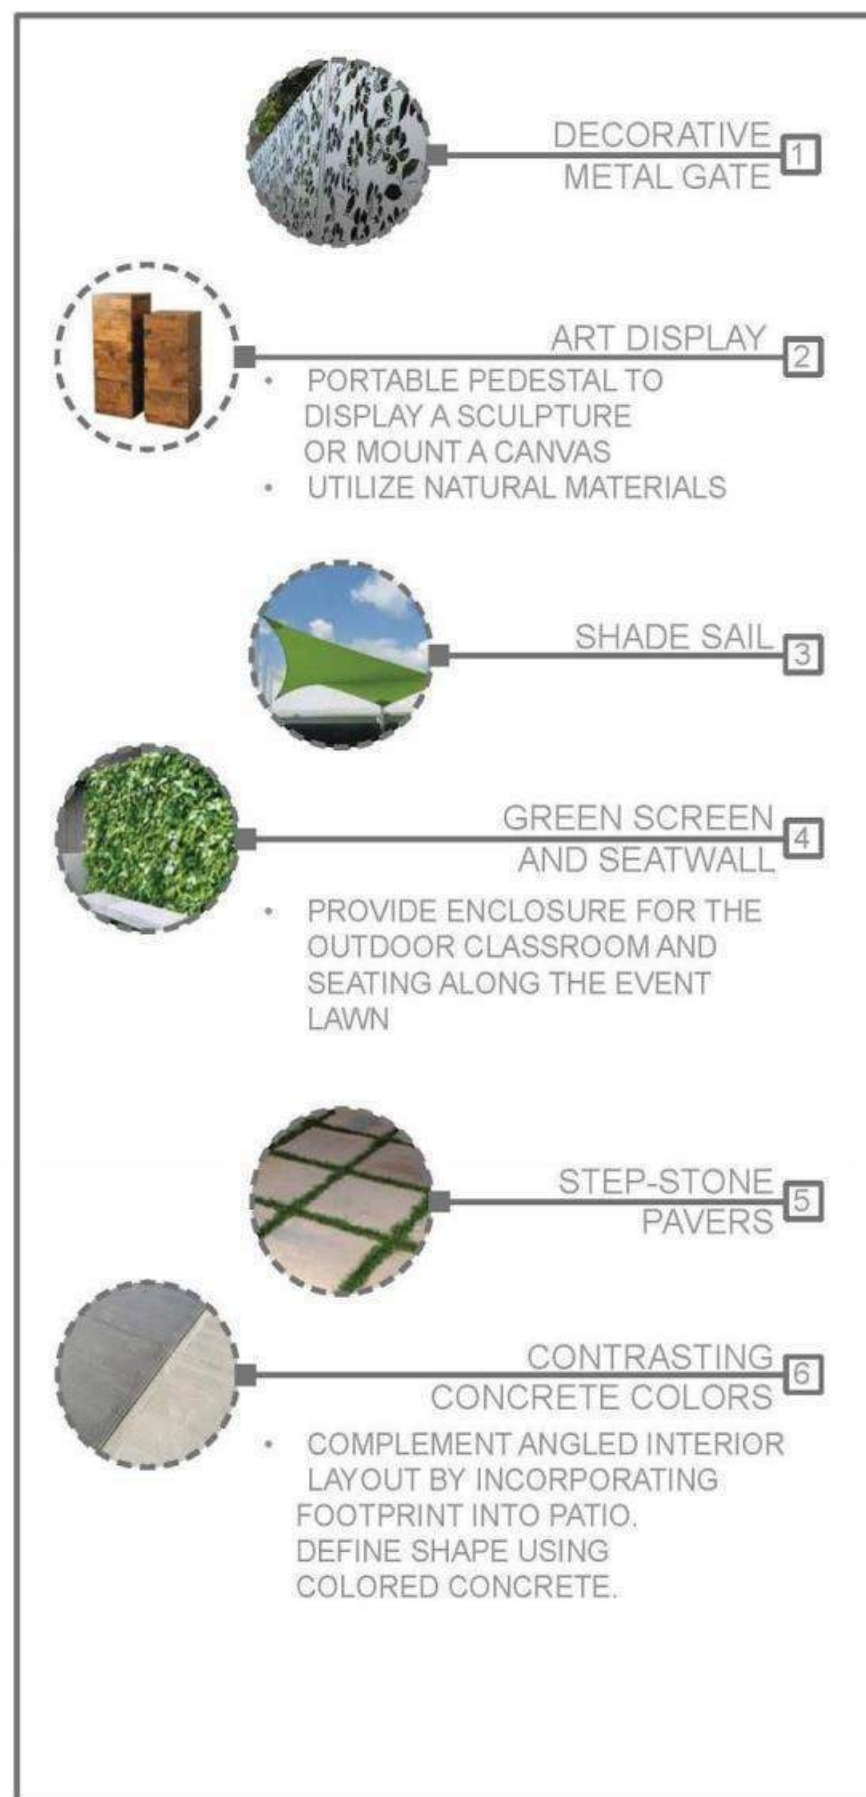 DECORATIVE
METAL GATE
1
ART DISPLAY
2
• PORTABLE PEDESTAL TO
DISPLAY A SCULPTURE
OR MOUNT A CANVAS
• UTILIZE NATURAL MATERIALS
SHADE SAIL
3
GREEN SCREEN
AND SEATWALL
4
• PROVIDE ENCLOSURE FOR THE
OUTDOOR CLASSROOM AND
SEATING ALONG THE EVENT
LAWN
STEP-STONE
PAVERS
5
CONTRASTING
CONCRETE COLORS
6
• COMPLEMENT ANGLED INTERIOR
LAYOUT BY INCORPORATING
FOOTPRINT INTO PATIO.
DEFINE SHAPE USING
COLORED CONCRETE.